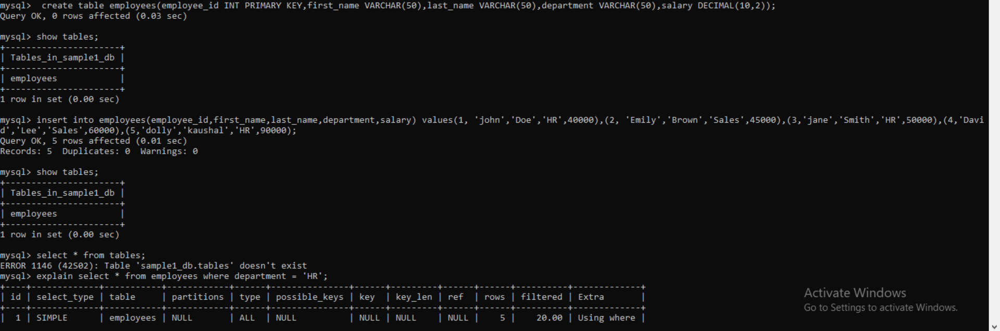 mysql>  create table employees(employee_id INT PRIMARY KEY,first_name VARCHAR(50),last_name VARCHAR(50),department VARCHAR(50),salary DECIMAL(10,2));
Query OK, 0 rows affected (0.03 sec)
mysql> show tables;
+----------------------+
| Tables_in_sample1_db |
+----------------------+
| employees            |
+----------------------+
1 row in set (0.00 sec)
mysql> insert into employees(employee_id,first_name,last_name,department,salary) values(1, 'john','Doe','HR',40000),(2, 'Emily','Brown','Sales',45000),(3,'jane','Smith','HR',50000),(4,'Davi
d','Lee','Sales',60000),(5,'dolly','kaushal','HR',90000);
Query OK, 5 rows affected (0.01 sec)
Records: 5  Duplicates: 0  Warnings: 0
mysql> show tables;
+----------------------+
| Tables_in_sample1_db |
+----------------------+
| employees            |
+----------------------+
1 row in set (0.00 sec)
mysql> select * from tables;
ERROR 1146 (42S02): Table 'sample1_db.tables' doesn't exist
mysql> explain select * from employees where department = 'HR';
+----+-------------+-----------+------------+------+---------------+------+---------+------+------+----------+-------------+
| id | select_type | table     | partitions | type | possible_keys | key  | key_len | ref  | rows | filtered | Extra       |
+----+-------------+-----------+------------+------+---------------+------+---------+------+------+----------+-------------+
|  1 | SIMPLE      | employees | NULL       | ALL  | NULL          | NULL | NULL    | NULL |    5 |    20.00 | Using where |
Activate Windows
Go to Settings to activate Windows.